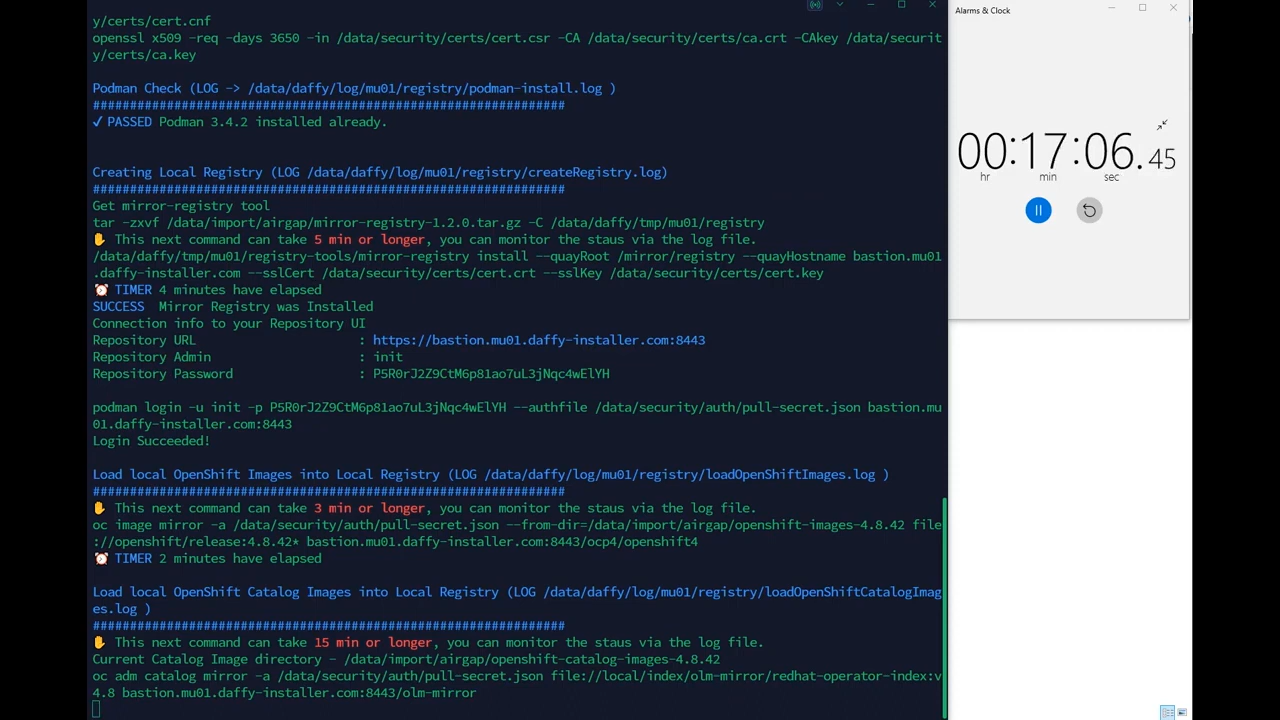 y/certs/cert.cnf
openssl x509 -req -days 3650 -in /data/security/certs/cert.csr -CA /data/security/certs/ca.crt -CAkey /data/securit
y/certs/ca.key
Podman Check (LOG -> /data/daffy/log/mu01/registry/podman-install.log )
################################################################
✓ PASSED Podman 3.4.2 installed already.
Creating Local Registry (LOG /data/daffy/log/mu01/registry/createRegistry.log)
################################################################
Get mirror-registry tool
tar -zxvf /data/import/airgap/mirror-registry-1.2.0.tar.gz -C /data/daffy/tmp/mu01/registry
✋ This next command can take 5 min or longer, you can monitor the staus via the log file.
/data/daffy/tmp/mu01/registry-tools/mirror-registry install --quayRoot /mirror/registry --quayHostname bastion.mu01
.daffy-installer.com --sslCert /data/security/certs/cert.crt --sslKey /data/security/certs/cert.key
⏰ TIMER 4 minutes have elapsed
SUCCESS  Mirror Registry was Installed
Connection info to your Repository UI
Repository URL                  : https://bastion.mu01.daffy-installer.com:8443
Repository Admin                : init
Repository Password             : P5R0rJ2Z9CtM6p81ao7uL3jNqc4wElYH
podman login -u init -p P5R0rJ2Z9CtM6p81ao7uL3jNqc4wElYH --authfile /data/security/auth/pull-secret.json bastion.mu
01.daffy-installer.com:8443
Login Succeeded!
Load local OpenShift Images into Local Registry (LOG /data/daffy/log/mu01/registry/loadOpenShiftImages.log )
################################################################
✋ This next command can take 3 min or longer, you can monitor the staus via the log file.
oc image mirror -a /data/security/auth/pull-secret.json --from-dir=/data/import/airgap/openshift-images-4.8.42 file
://openshift/release:4.8.42* bastion.mu01.daffy-installer.com:8443/ocp4/openshift4
⏰ TIMER 2 minutes have elapsed
Load local OpenShift Catalog Images into Local Registry (LOG /data/daffy/log/mu01/registry/loadOpenShiftCatalogImag
es.log )
################################################################
✋ This next command can take 15 min or longer, you can monitor the staus via the log file.
Current Catalog Image directory - /data/import/airgap/openshift-catalog-images-4.8.42
oc adm catalog mirror -a /data/security/auth/pull-secret.json file://local/index/olm-mirror/redhat-operator-index:v
4.8 bastion.mu01.daffy-installer.com:8443/olm-mirror
Alarms & Clock
00:17:06.45
hr min sec